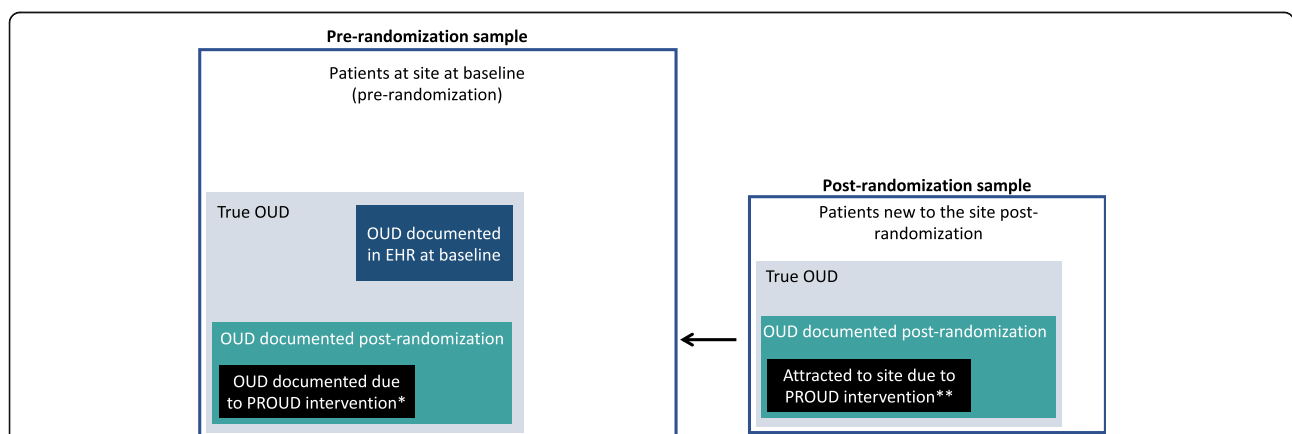 Pre-randomization sample
Patients at site at baseline
(pre-randomization)
True OUD
OUD documented
in EHR at baseline
OUD documented post-randomization
OUD documented due
to PROUD intervention*
Post-randomization sample
Patients new to the site post-
randomization
True OUD
OUD documented post-randomization
Attracted to site due to
PROUD intervention**